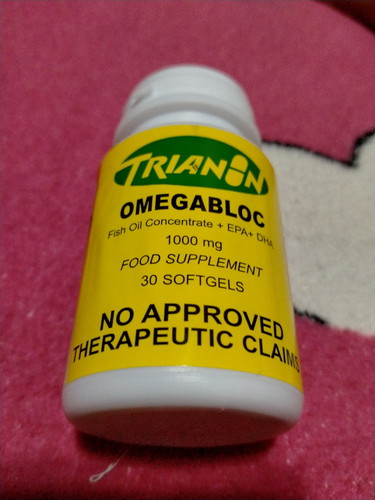 TRIANON
OMEGABLOC
Fish Oil Concentrate + EPA+ DHA
1000 mg
FOOD SUPPLEMENT
30 SOFTGELS
NO APPROVED
THERAPEUTIC CLAIMS